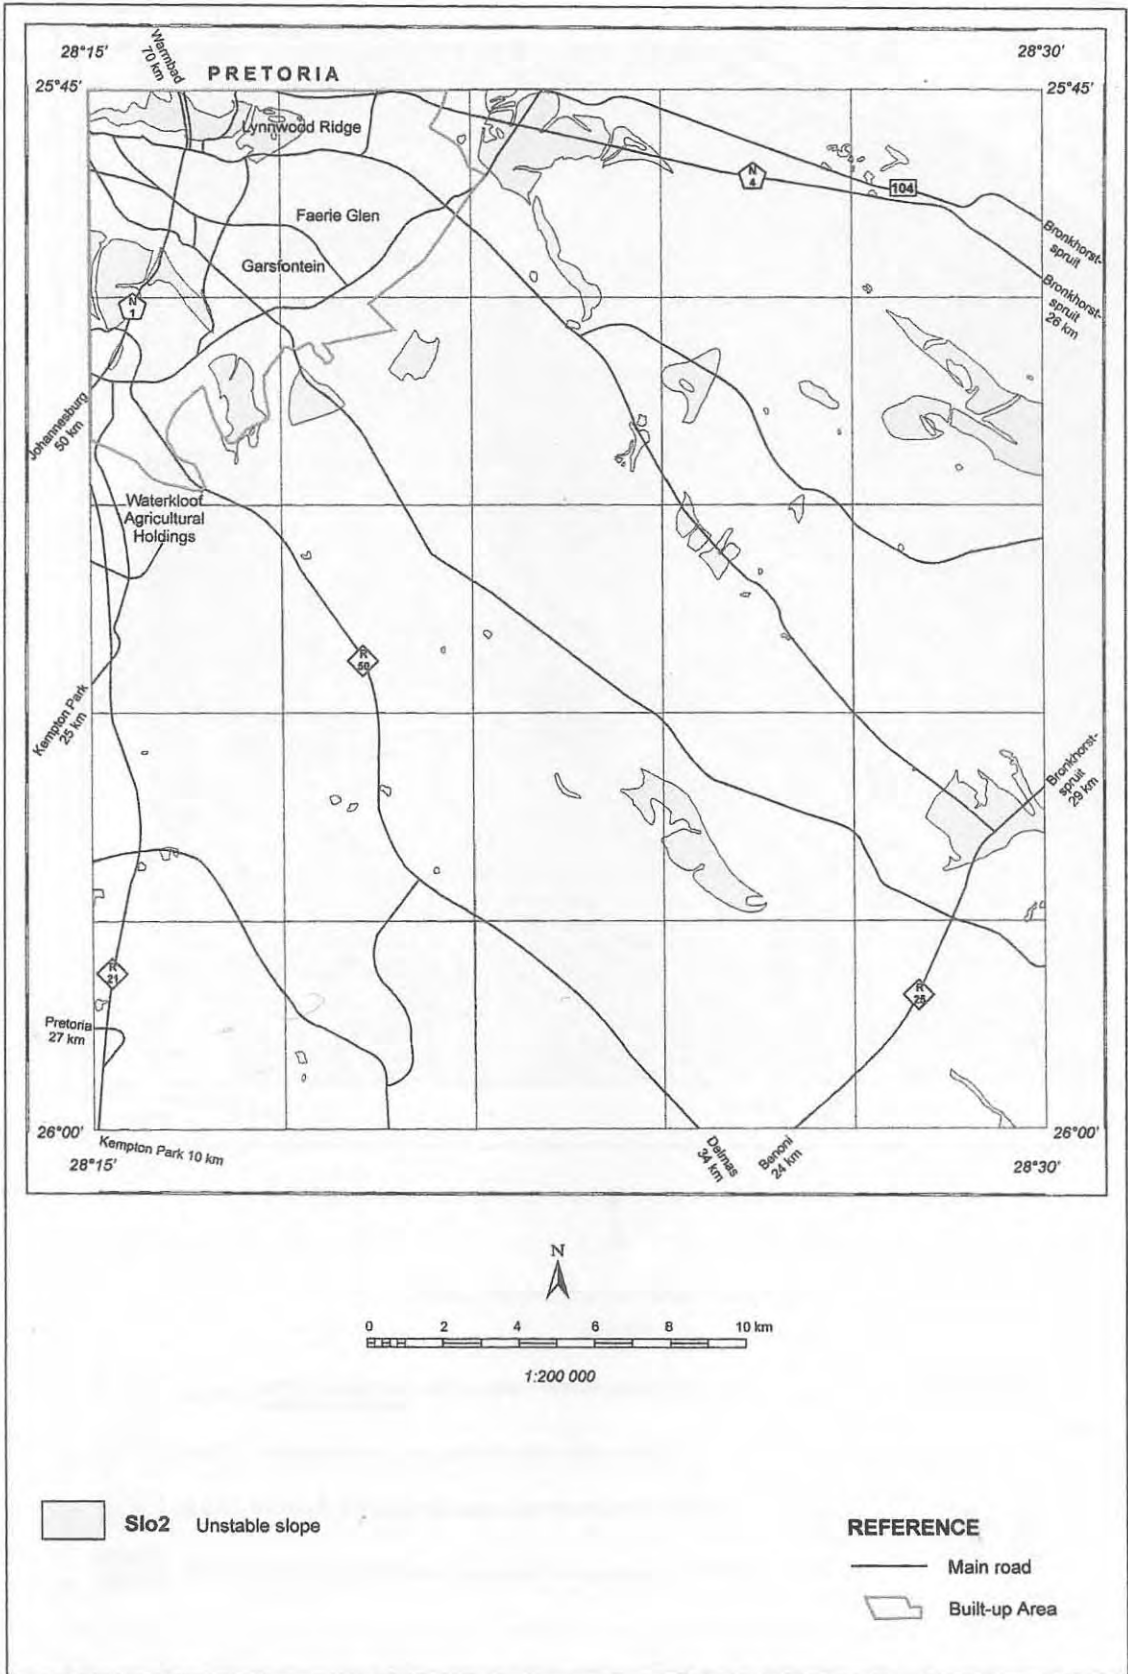 28°15'
Warmbad
70 km
PRETORIA
28°30'
25°45'
25°45'
Lynnwood Ridge
N
4
104
Faerie Glen
Garsfontein
Bronkhorst-
spruit
Bronkhorst-
spruit
26 km
N
1
Johannesburg
50 km
Waterkloof
Agricultural
Holdings
R
50
Kempton Park
25 km
Bronkhorst-
spruit
29 km
R
21
R
25
Pretoria
27 km
26°00'
Kempton Park 10 km
28°15'
Delmas
34 km
Benoni
24 km
26°00'
28°30'
N
0 2 4 6 8 10 km
1:200 000
Slo2 Unstable slope
REFERENCE
Main road
Built-up Area